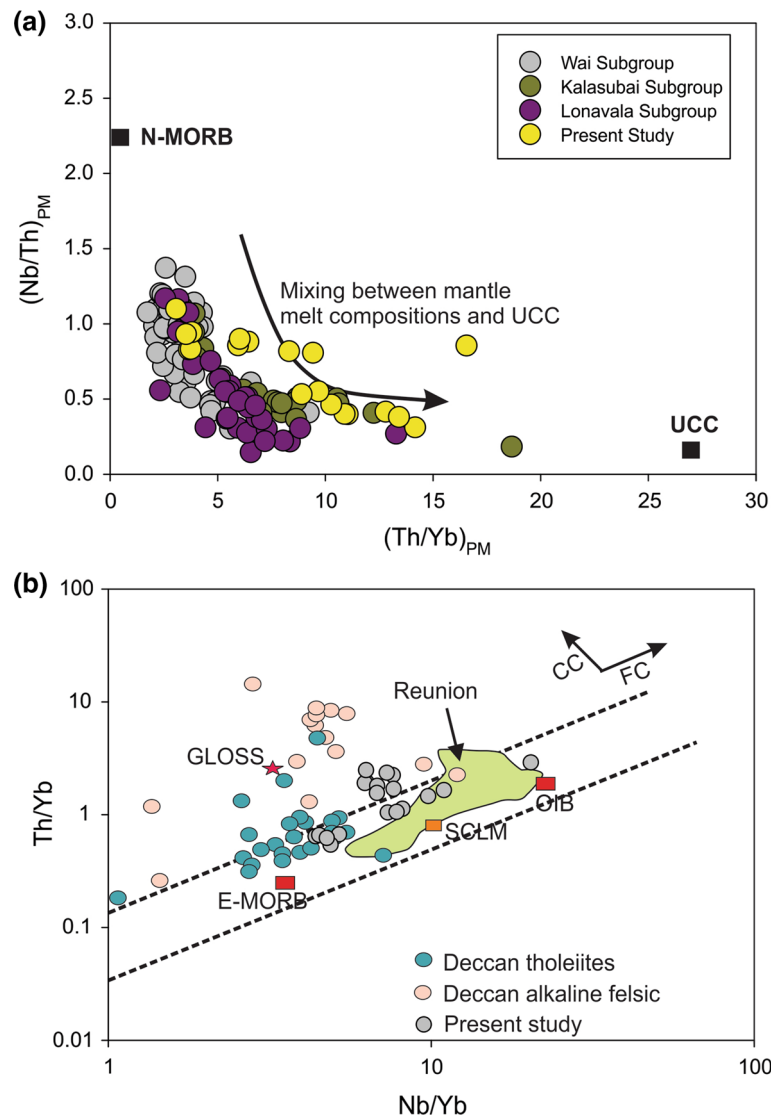 (a)
3.0
2.5
2.0
1.5
1.0
0.5
0.0
(Nb/Th)PM
Wai Subgroup
Kalasubai Subgroup
Lonavala Subgroup
Present Study
N-MORB
Mixing between mantle
melt compositions and UCC
UCC
0 5 10 15 20 25 30
(Th/Yb)PM
(b)
100
10
1
0.1
0.01
Th/Yb
CC
FC
Reunion
GLOSS
OIB
SCLM
E-MORB
Deccan tholeiites
Deccan alkaline felsic
Present study
1 10 100
Nb/Yb